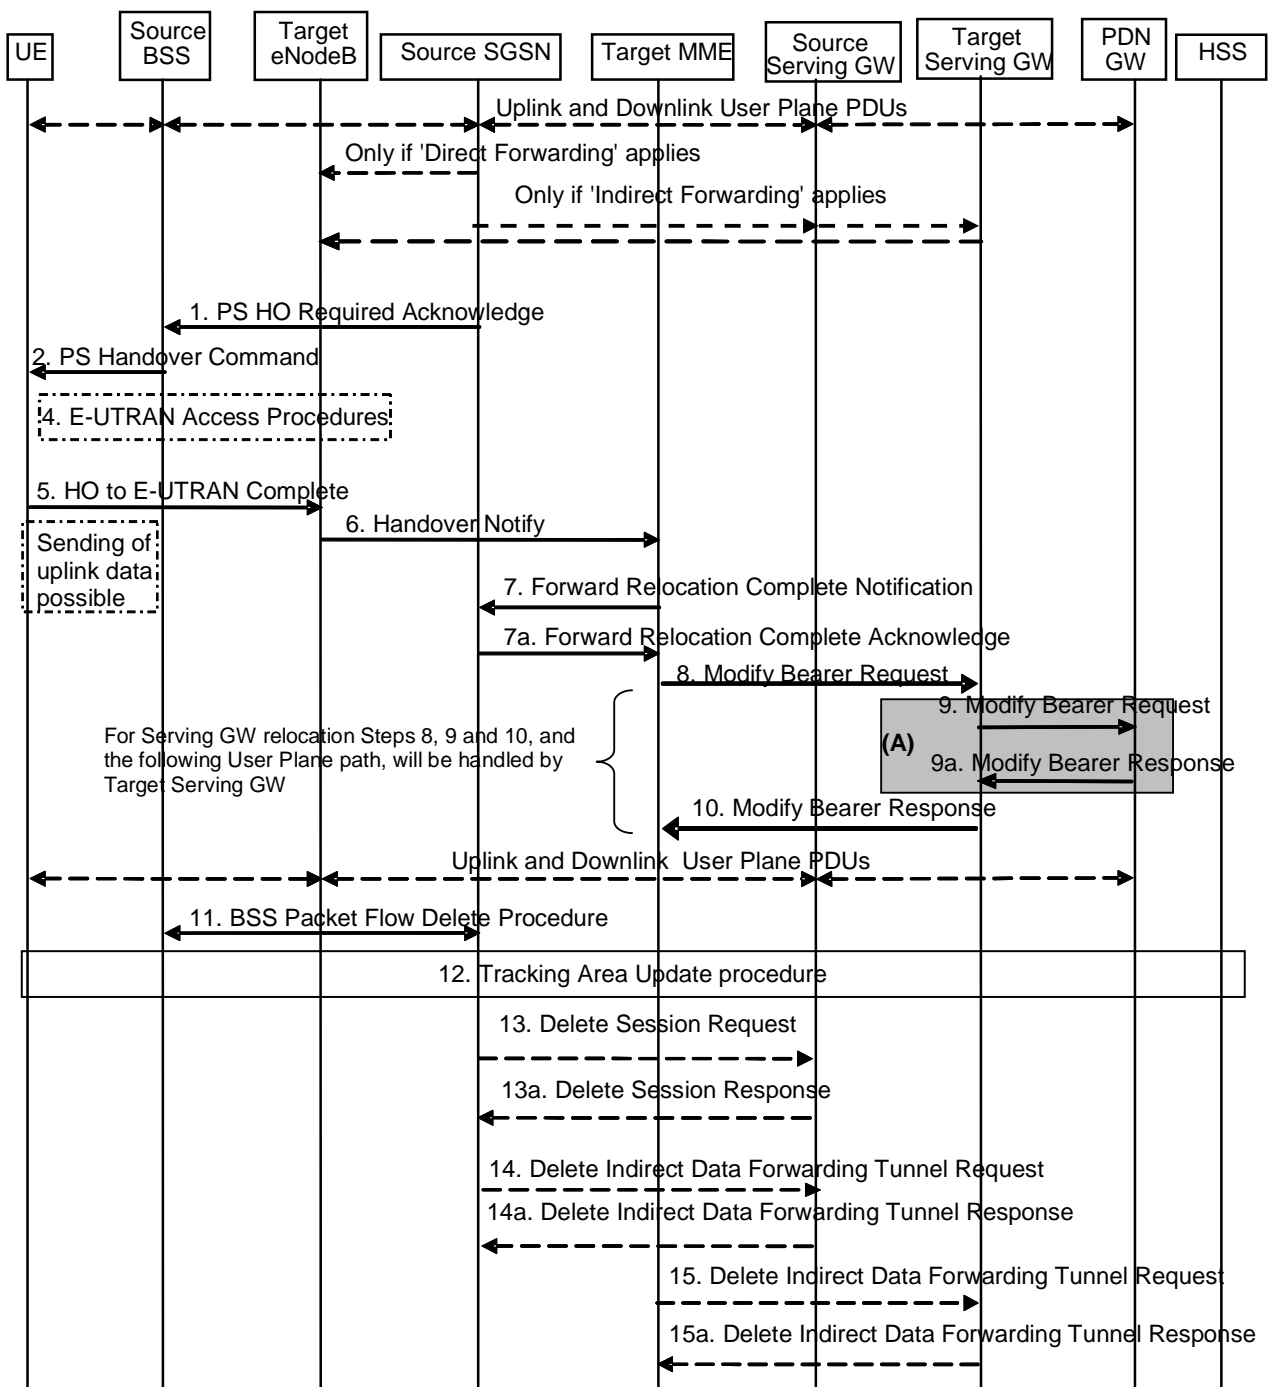 UE
Source
BSS
Target
eNodeB
Source SGSN
Target MME
Source
Serving GW
Target
Serving GW
PDN
GW
HSS
Uplink and Downlink User Plane PDUs
Only if 'Direct Forwarding' applies
Only if 'Indirect Forwarding' applies
1. PS HO Required Acknowledge
2. PS Handover Command
4. E-UTRAN Access Procedures
5. HO to E-UTRAN Complete
6. Handover Notify
Sending of
uplink data
possible
7. Forward Relocation Complete Notification
7a. Forward Relocation Complete Acknowledge
8. Modify Bearer Request
9. Modify Bearer Request
(A)
9a. Modify Bearer Response
For Serving GW relocation Steps 8, 9 and 10, and
the following User Plane path, will be handled by
Target Serving GW
10. Modify Bearer Response
Uplink and Downlink User Plane PDUs
11. BSS Packet Flow Delete Procedure
12. Tracking Area Update procedure
13. Delete Session Request
13a. Delete Session Response
14. Delete Indirect Data Forwarding Tunnel Request
14a. Delete Indirect Data Forwarding Tunnel Response
15. Delete Indirect Data Forwarding Tunnel Request
15a. Delete Indirect Data Forwarding Tunnel Response